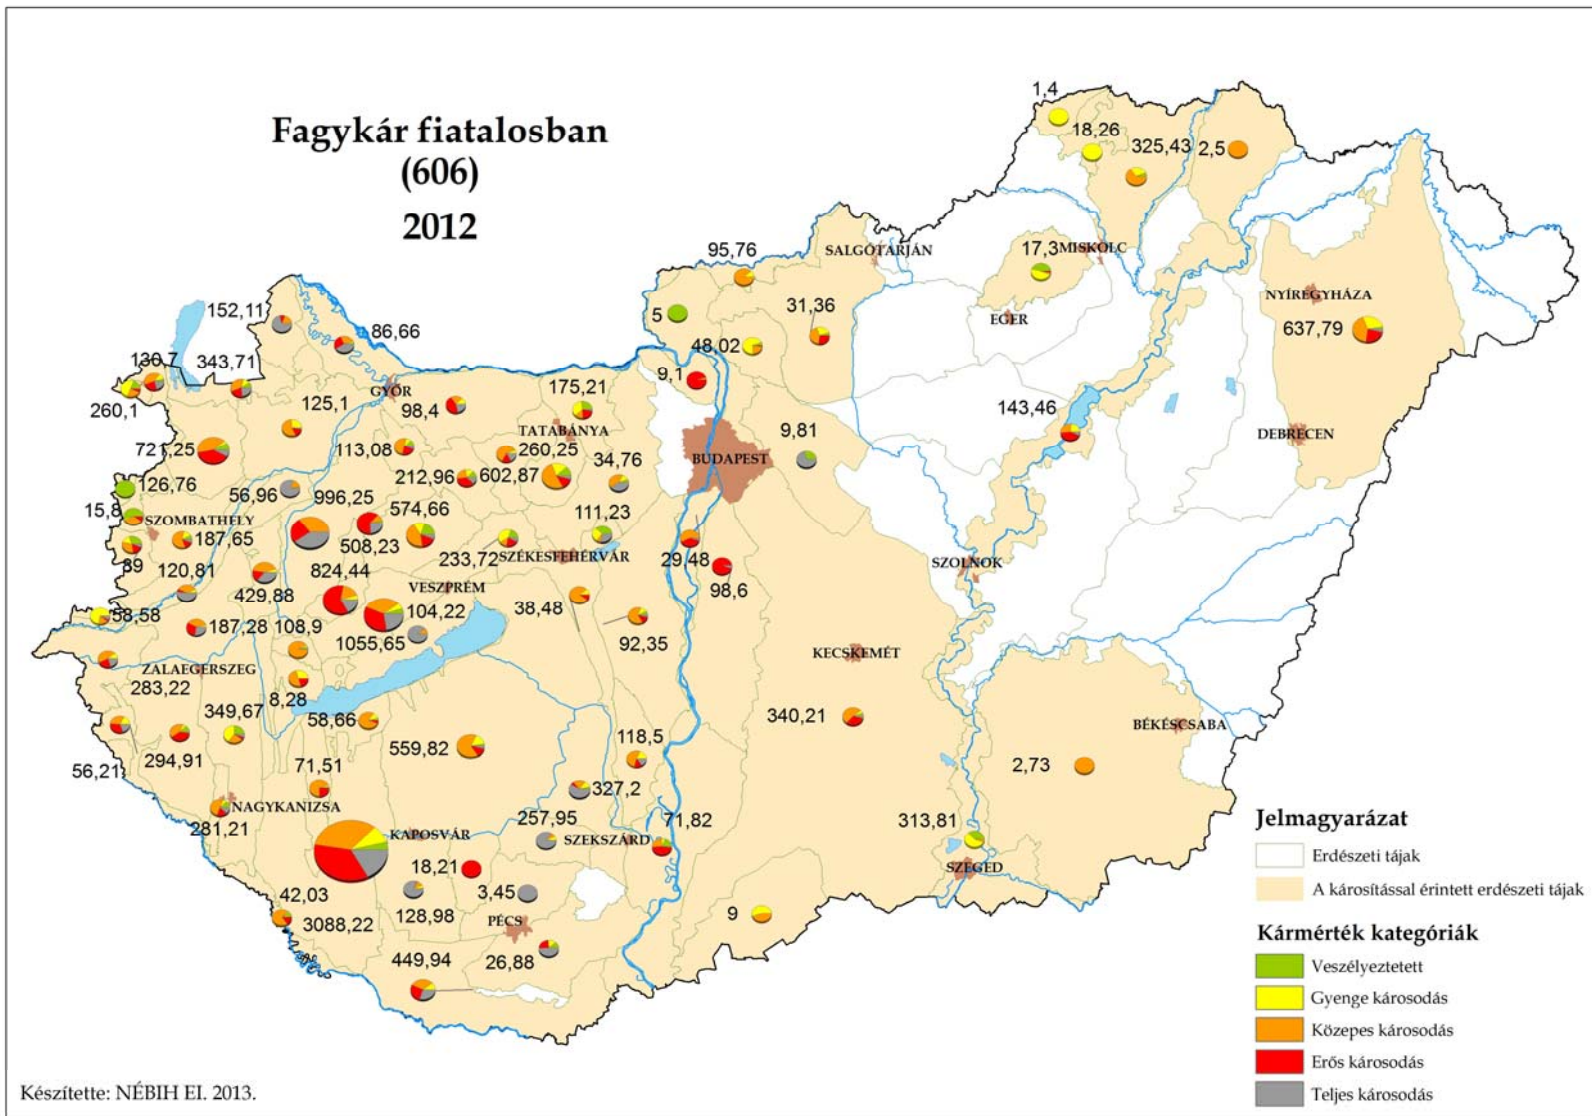 Fagykár fiatalosban
(606)
2012
1,4
18,26
325,43
2,5
95,76
SALGÓTARJÁN
17,3
MISKOLC
31,36
EGER
NYÍREGYHÁZA
637,79
5
48,02
9,1
152,11
86,66
130,7
343,71
260,1
125,1
GYŐR
98,4
175,21
TATABÁNYA
143,46
DEBRECEN
721,25
113,08
260,25
9,81
BUDAPEST
126,76
56,96
212,96
602,87
34,76
996,25
574,66
111,23
15,8
SZOMBATHELY
187,65
508,23
233,72
SZÉKESFEHÉRVÁR
29,48
SZOLNOK
89
120,81
429,88
824,44
VESZPRÉM
98,6
38,48
104,22
58,58
187,28
108,9
1055,65
92,35
KECSKEMÉT
ZALAEGERSZEG
283,22
8,28
349,67
58,66
340,21
BÉKÉSCSABA
56,21
294,91
559,82
118,5
2,73
71,51
327,2
NAGYKANIZSA
281,21
257,95
71,82
313,81
KAPOSVÁR
SZEKSZÁRD
18,21
SZEGED
3,45
42,03
128,98
3088,22
PÉCS
9
449,94
26,88
Jelmagyarázat
Erdészeti tájak
A károsítással érintett erdészeti tájak
Kármérték kategóriák
Veszélyeztetett
Gyenge károsodás
Közepes károsodás
Erős károsodás
Teljes károsodás
Készítette: NÉBIH EI. 2013.